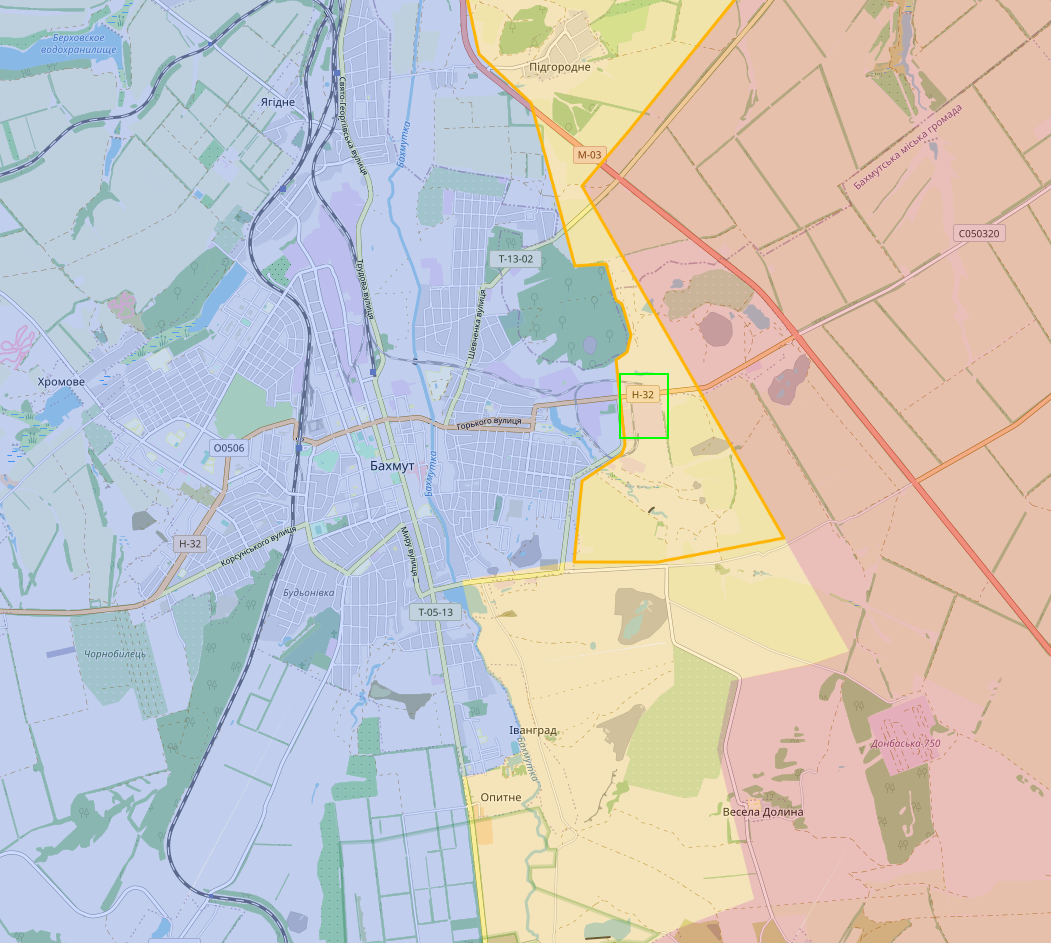 Берховское
водохранилище
Підгородне
Ягідне
Свято-Георгіївська вулиця
Бахмутка
М-03
Бахмутська міська громада
С050320
Т-13-02
Трудова вулиця
Шевченка вулиця
Хромове
Н-32
Горького вулиця
О0506
Бахмут
Бахмутка
Н-32
Корсунського вулиця
Миру вулиця
Будьонівка
Т-05-13
Чорнобилець
Іванград
Бахмутка
Донбаська 750
Опитне
Весела Долина